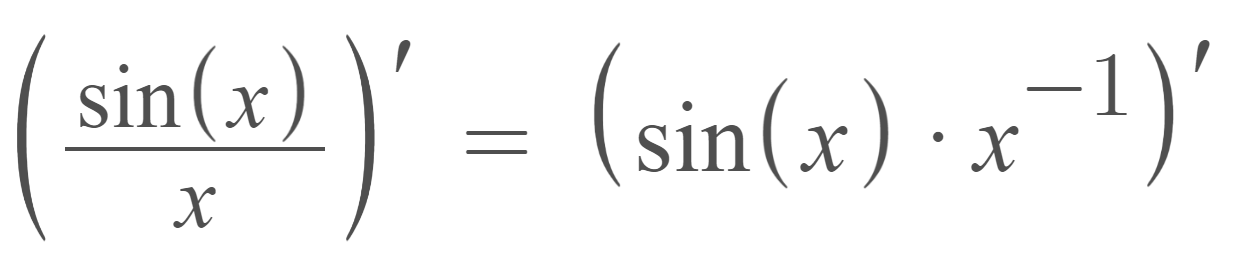 (sin(x)/x)′ = (sin(x) · x⁻¹)′